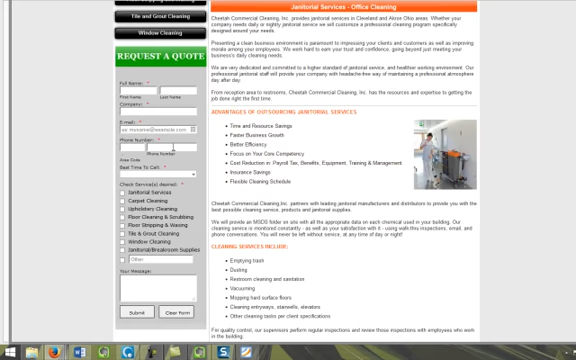 Janitorial Services - Office Cleaning
Tile and Grout Cleaning
Window Cleaning
REQUEST A QUOTE
Full Name: *
First Name Last Name
Company: *
E-mail: *
ex: myname@example.com
Phone Number: *
Phone Number
Area Code
Best Time To Call: *
Check Service(s) desired: *
Janitorial Services
Carpet Cleaning
Upholstery Cleaning
Floor Cleaning & Scrubbing
Floor Stripping & Waxing
Tile & Grout Cleaning
Window Cleaning
Janitorial/Breakroom Supplies
Other
Your Message:
Submit Clear Form
Cheetah Commercial Cleaning, Inc. provides janitorial services in Cleveland and Akron Ohio areas. Whether your
company needs daily or nightly janitorial service we will customize a professional cleaning program specifically
designed around your needs.
Presenting a clean business environment is paramount to impressing your clients and customers as well as improving
morale among your employees. We work hard to earn your trust and confidence, going beyond just meeting your
business's daily cleaning needs.
We are very dedicated and committed to a higher standard of janitorial service, and healthier working environment. Our
professional janitorial staff will provide your company with headache-free way of maintaining a professional atmosphere
day after day.
From reception area to restrooms, Cheetah Commercial Cleaning, Inc. has the resources and expertise to getting the
job done right the first time.
ADVANTAGES OF OUTSOURCING JANITORIAL SERVICES
Time and Resource Savings
Faster Business Growth
Better Efficiency
Focus on Your Core Competency
Cost Reduction in: Payroll Tax, Benefits, Equipment, Training & Management
Insurance Savings
Flexible Cleaning Schedule
Cheetah Commercial Cleaning, Inc. partners with leading janitorial manufacturers and distributors to provide you with the
best possible cleaning service, products and janitorial supplies.
We will provide an MSDS folder on site with all the appropriate data on each chemical used in your building. Our
cleaning service is monitored constantly - as well as your satisfaction with it - using walk-thru inspections, email, and
phone conversations. You will never be left without service, at any time of day or night!
CLEANING SERVICES INCLUDE:
Emptying trash
Dusting
Restroom cleaning and sanitation
Vacuuming
Mopping hard surface floors
Cleaning entryways, stairwells, elevators
Other cleaning tasks per client specifications
For quality control, our supervisors perform regular inspections and review those inspections with employees who work
in the building.